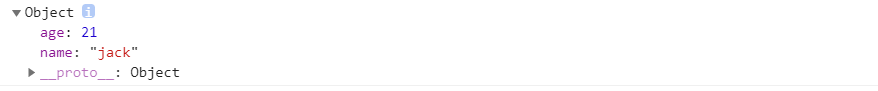 Object i
age: 21
name: "jack"
__proto__: Object